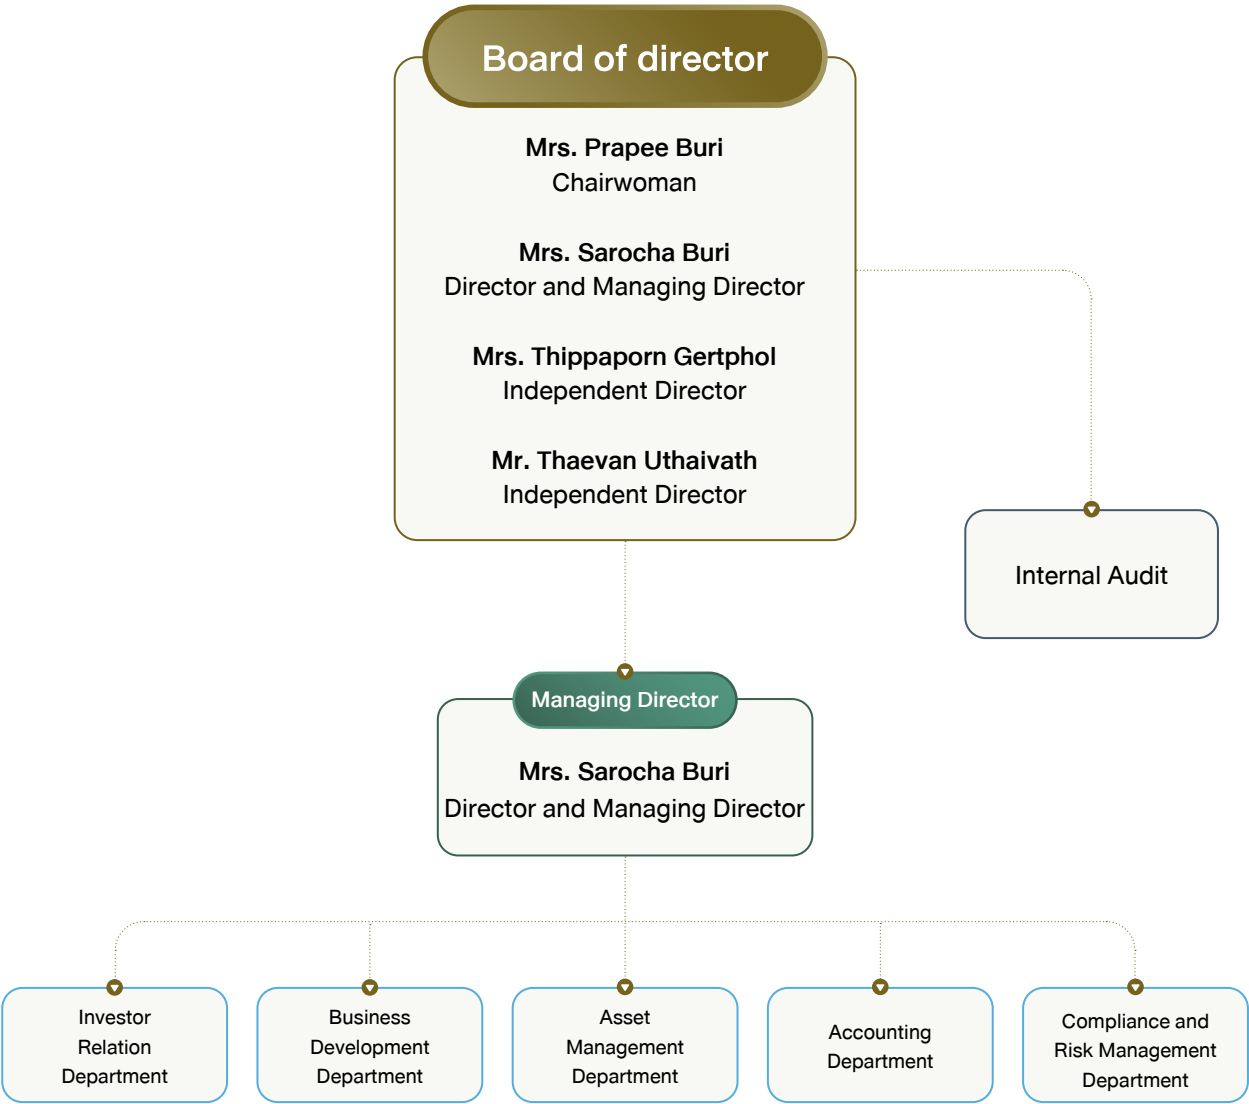 Board of director
Mrs. Prapee Buri
Chairwoman
Mrs. Sarocha Buri
Director and Managing Director
Mrs. Thippaporn Gertphol
Independent Director
Mr. Thaevan Uthaivath
Independent Director
Internal Audit
Managing Director
Mrs. Sarocha Buri
Director and Managing Director
Investor
Relation
Department
Business
Development
Department
Asset
Management
Department
Accounting
Department
Compliance and
Risk Management
Department